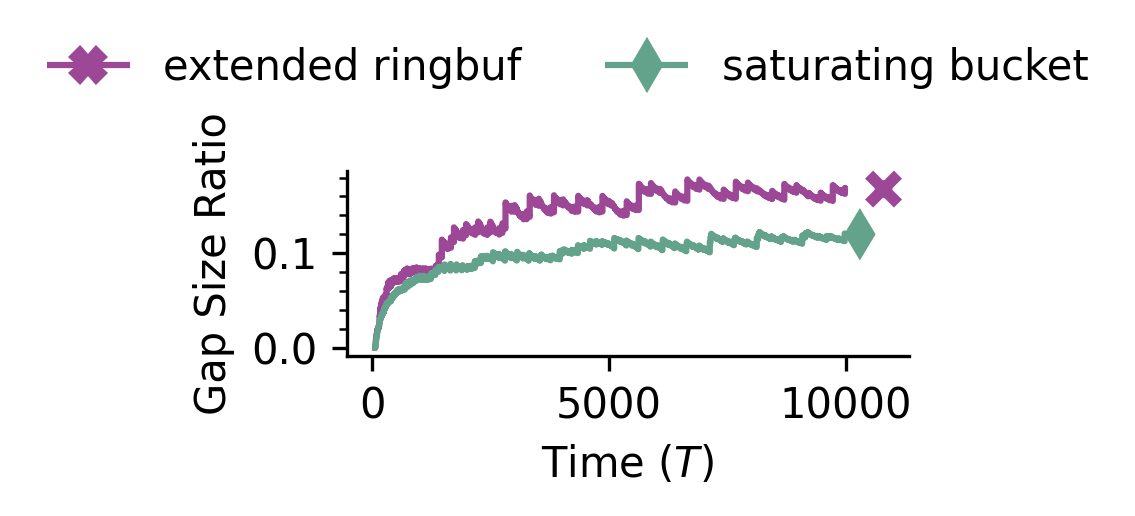 extended ringbuf
saturating bucket
Gap Size Ratio
0.1
0.0
0
5000
10000
Time (T)